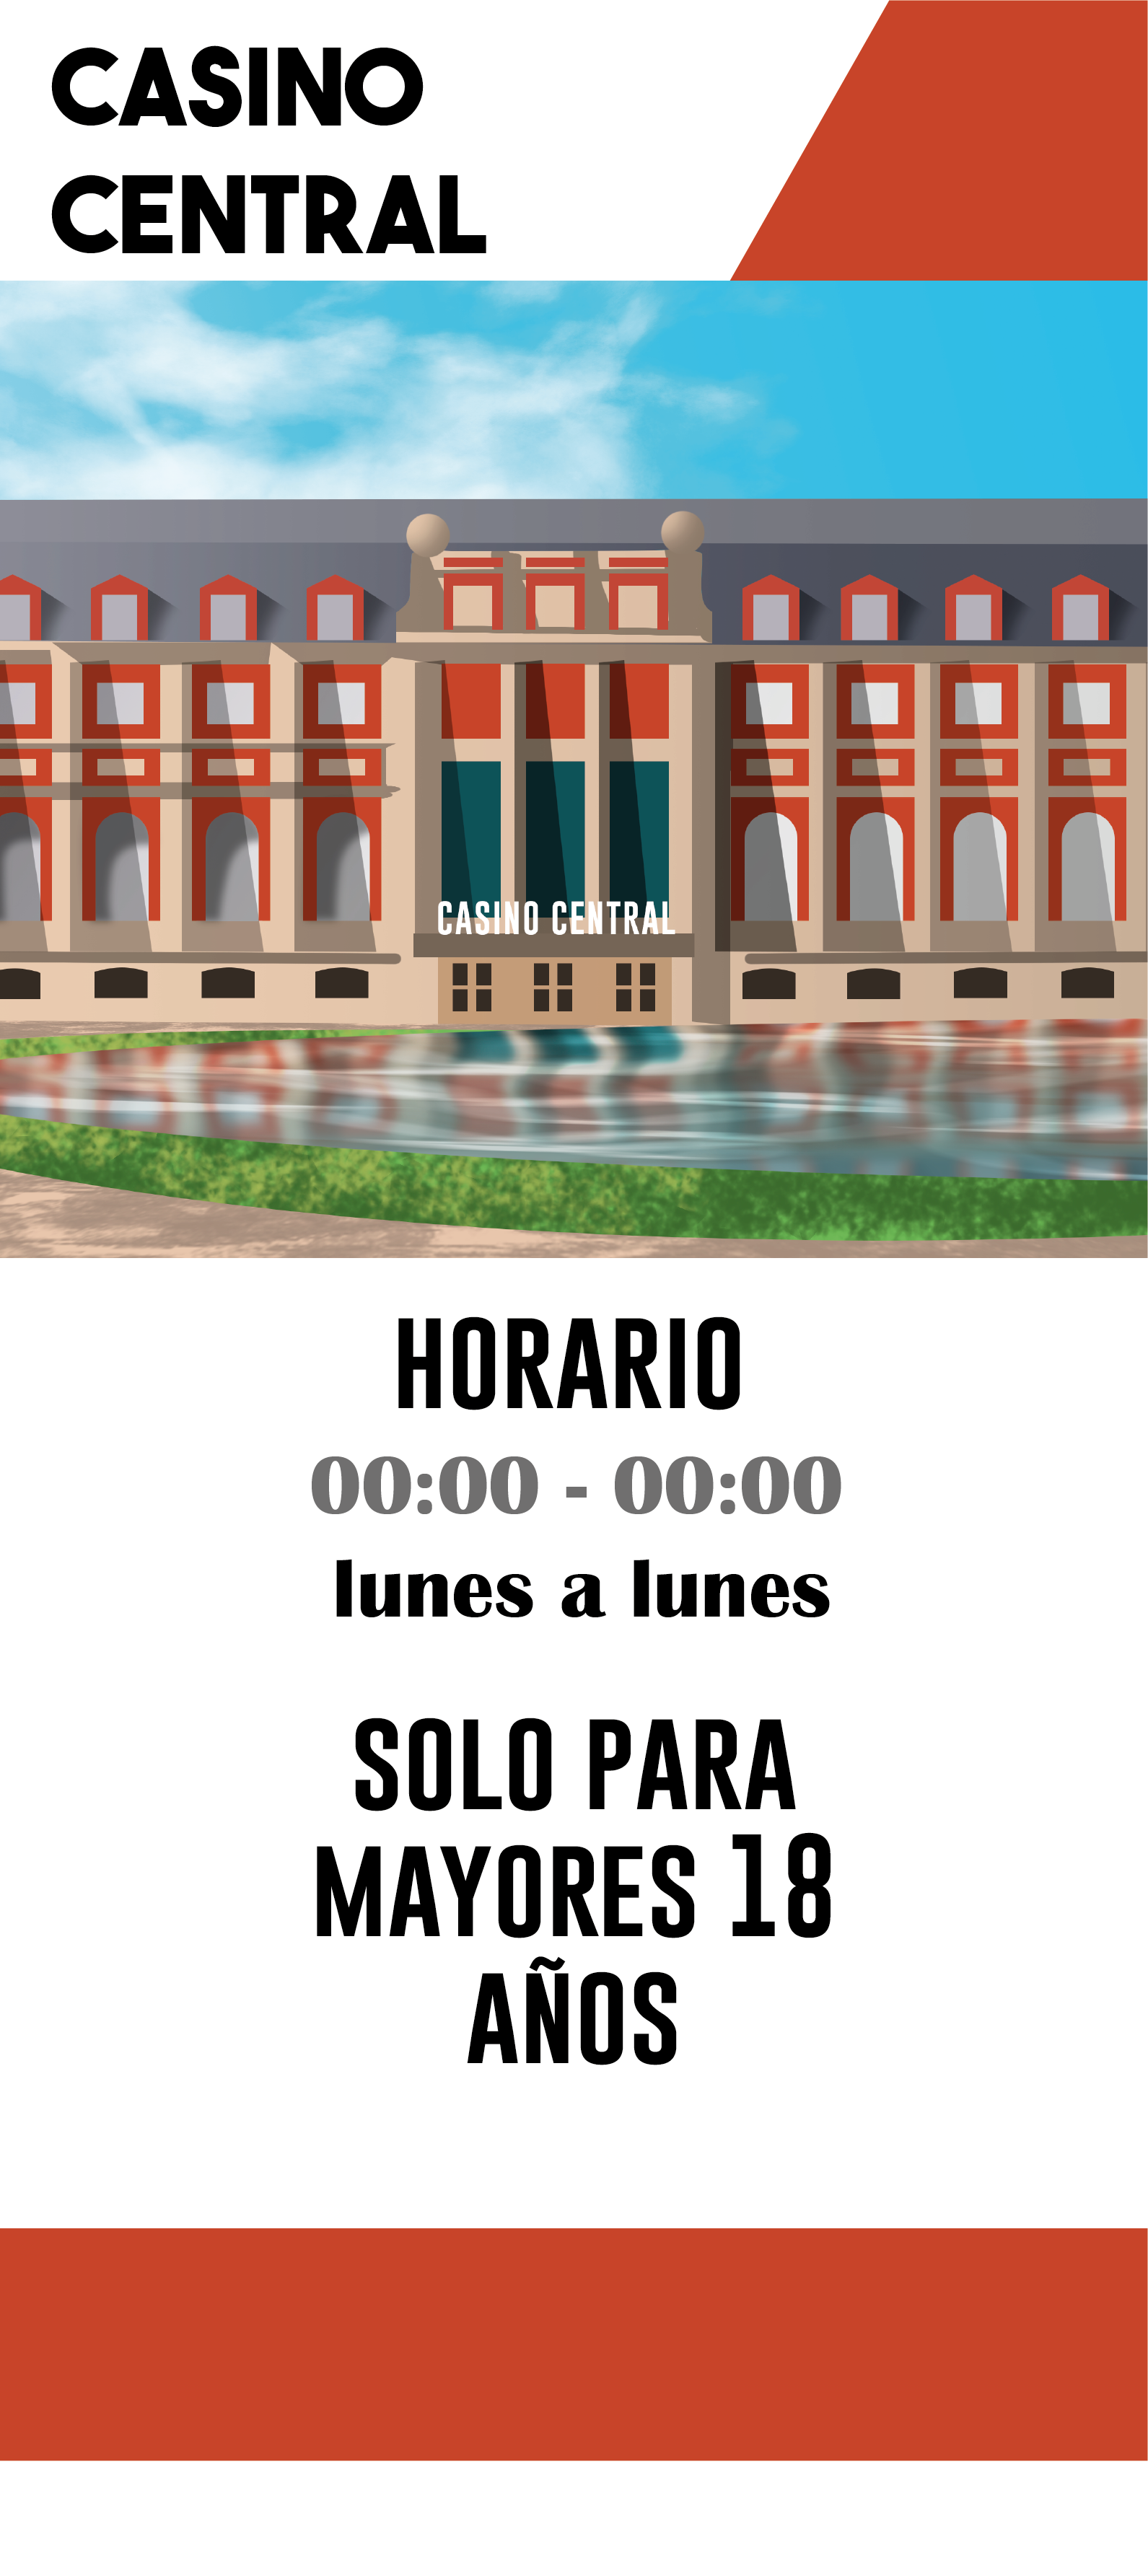 CASINO
CENTRAL
CASINO CENTRAL
HORARIO
00:00 - 00:00
lunes a lunes
SOLO PARA
MAYORES 18
AÑOS